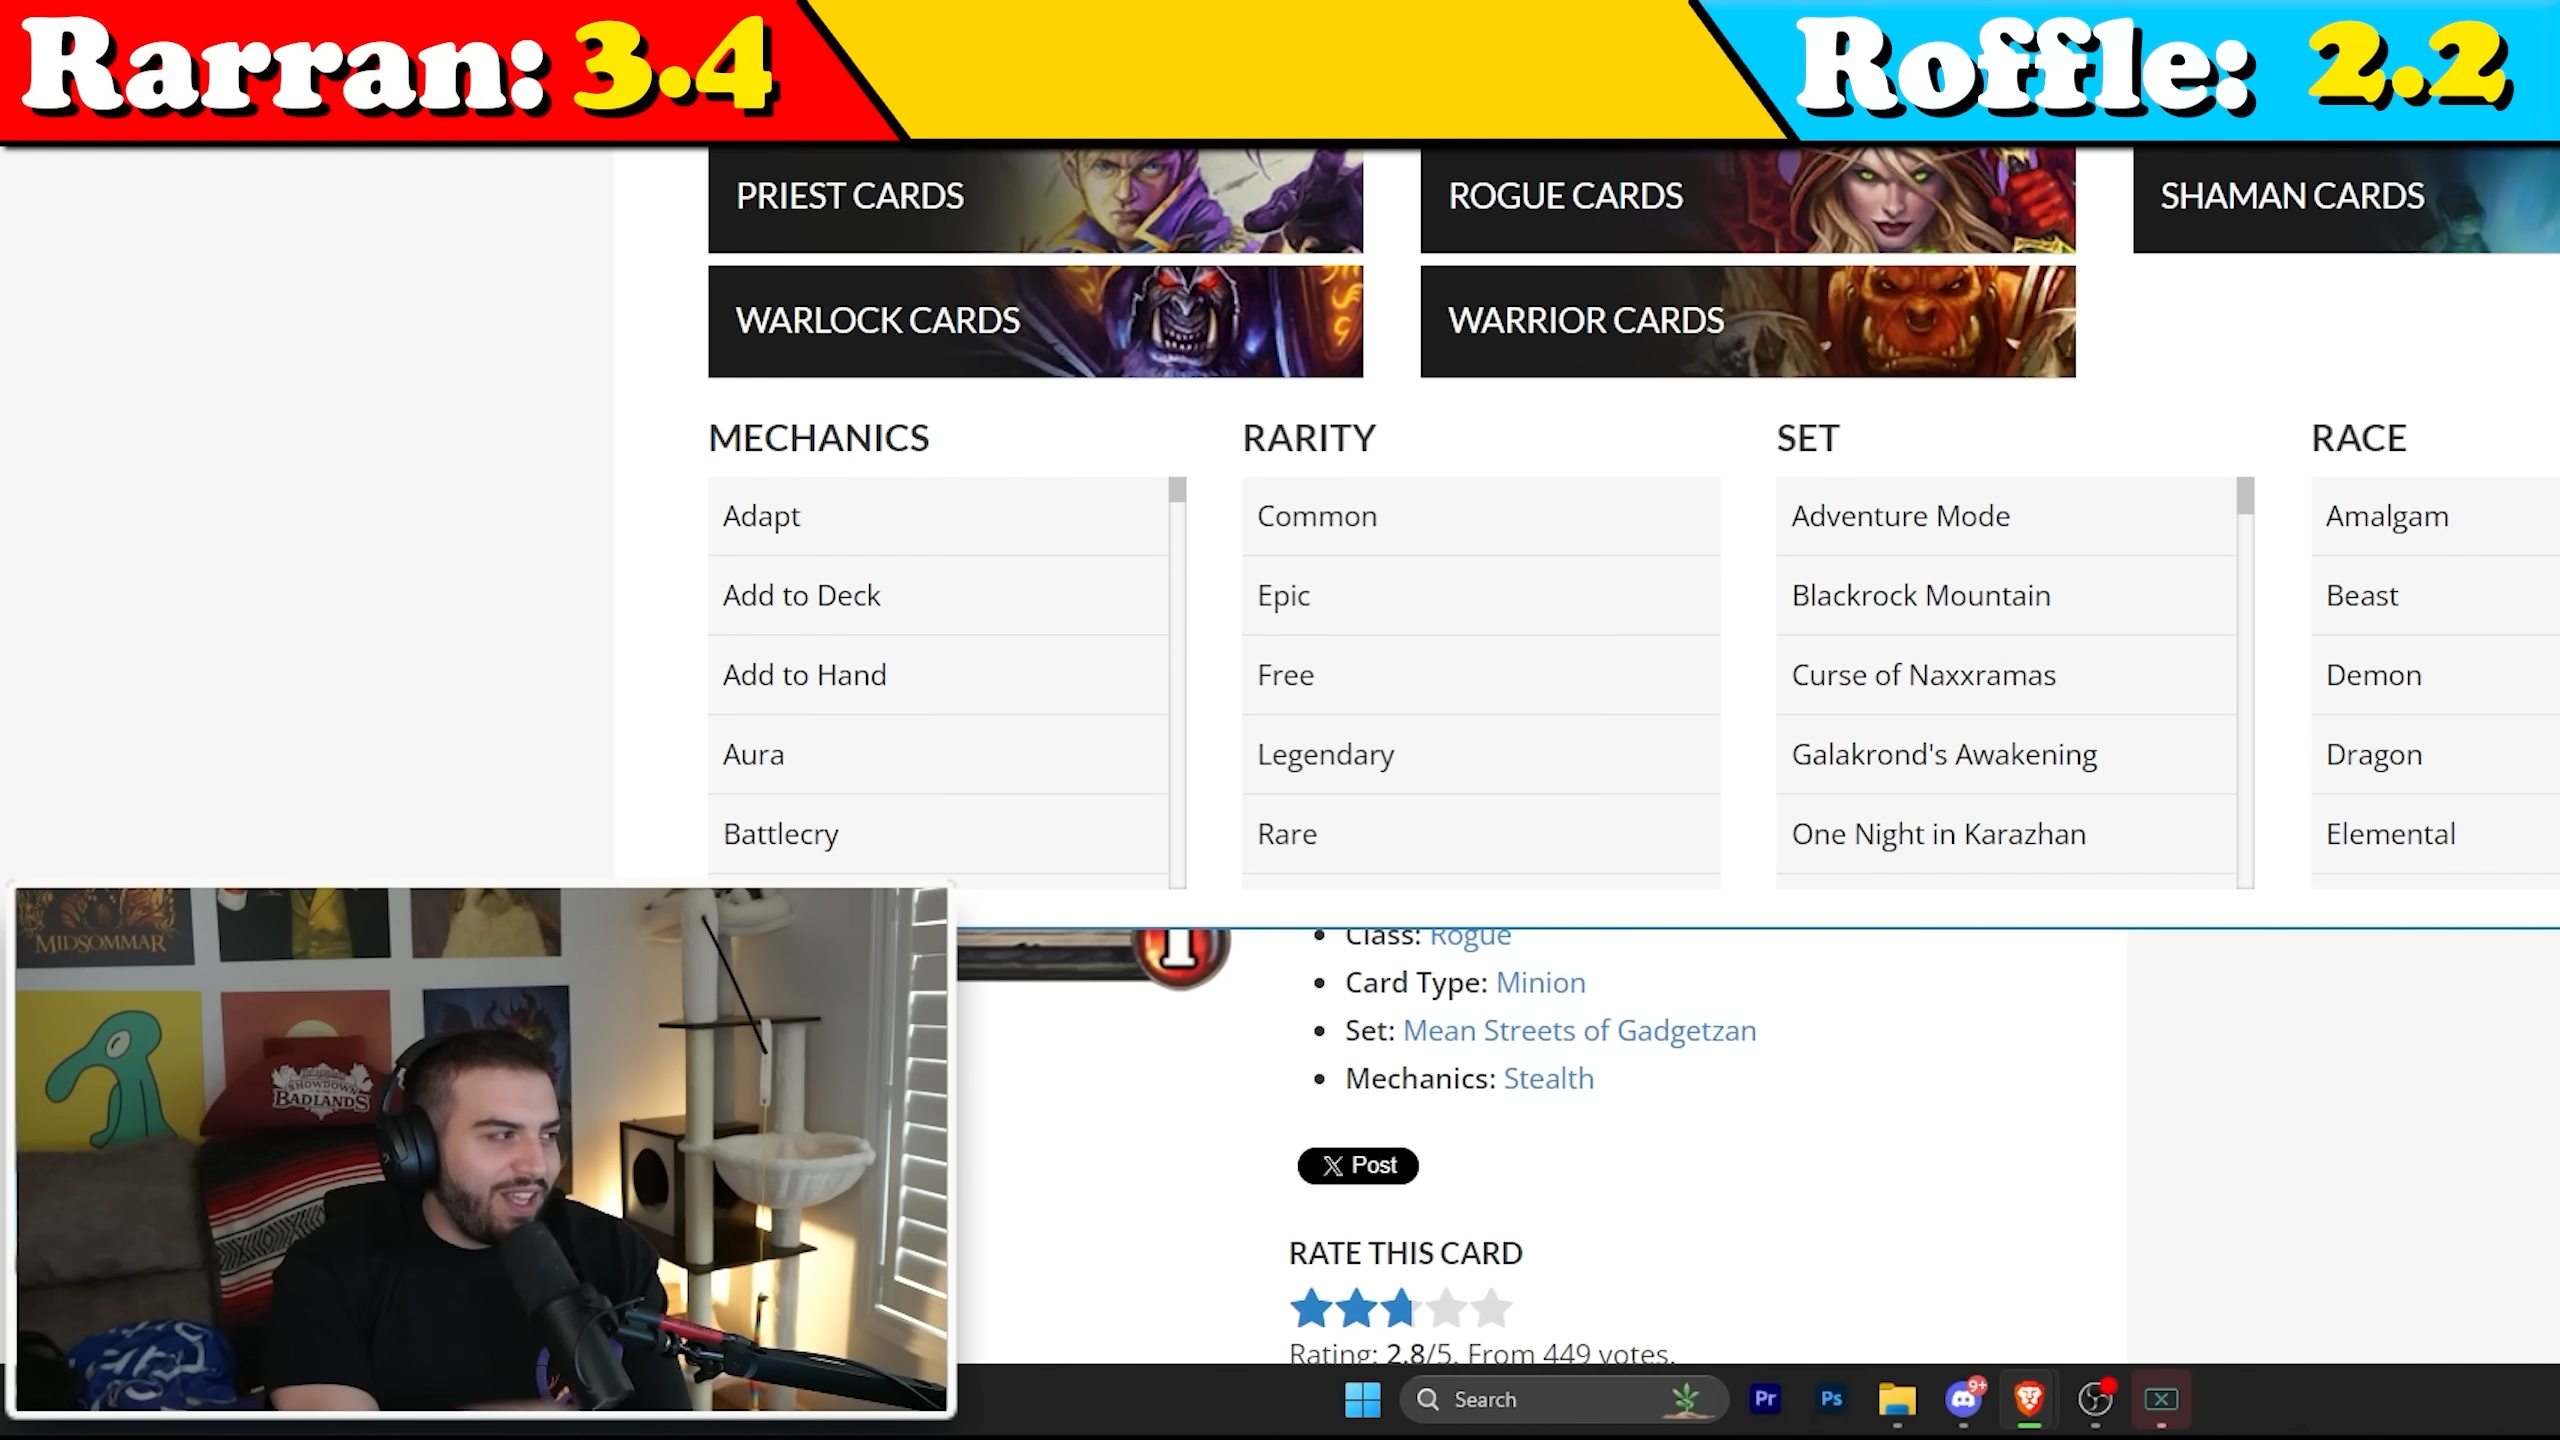 Rarran: 3.4
Roffle: 2.2
PRIEST CARDS
ROGUE CARDS
SHAMAN CARDS
WARLOCK CARDS
WARRIOR CARDS
MECHANICS
Adapt
Add to Deck
Add to Hand
Aura
Battlecry
RARITY
Common
Epic
Free
Legendary
Rare
SET
Adventure Mode
Blackrock Mountain
Curse of Naxxramas
Galakrond's Awakening
One Night in Karazhan
RACE
Amalgam
Beast
Demon
Dragon
Elemental
MIDSOMMAR
SHOWDOWN
BADLANDS
1
Class: Rogue
Card Type: Minion
Set: Mean Streets of Gadgetzan
Mechanics: Stealth
X Post
RATE THIS CARD
Rating: 2.8/5. From 449 votes.
Search
Pr
Ps
9+